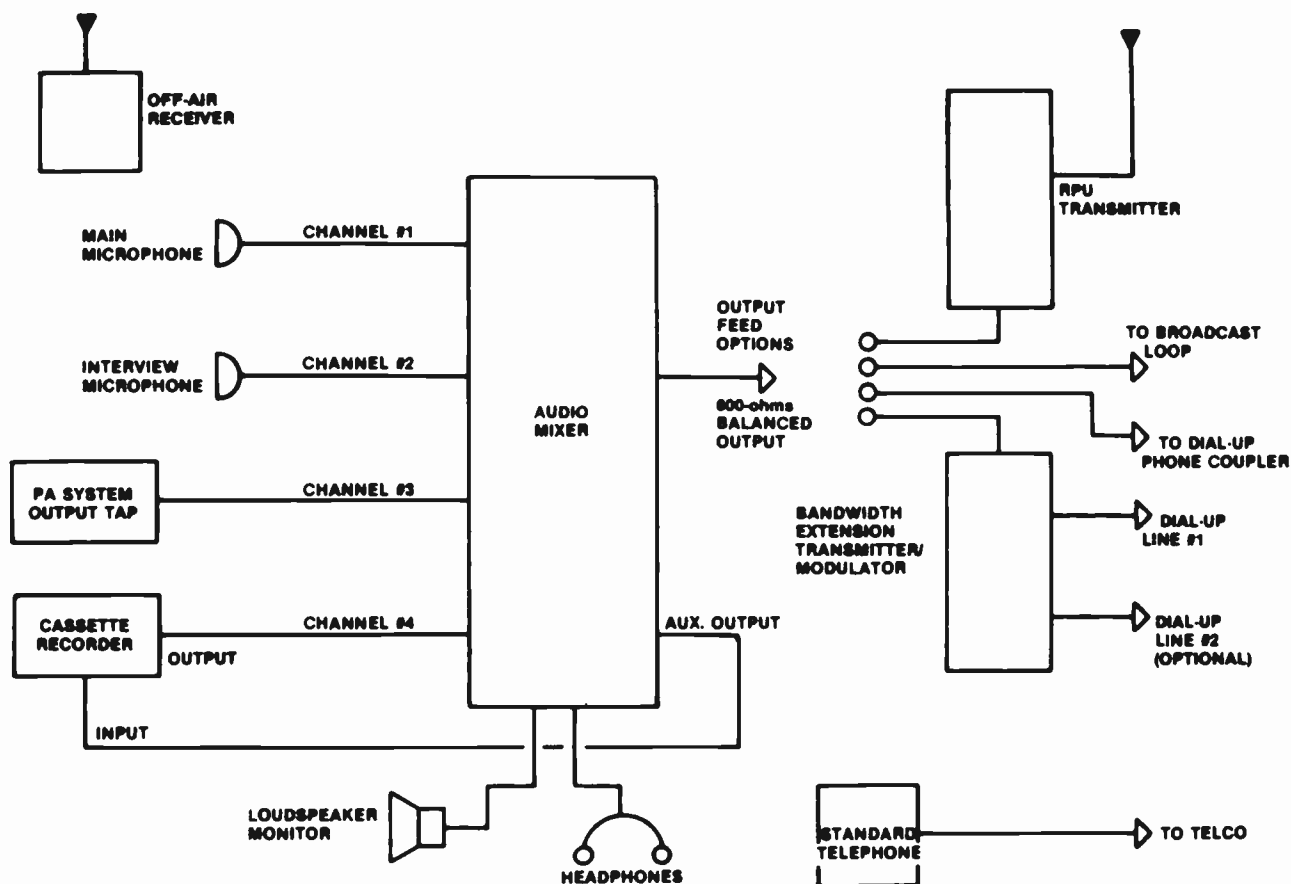 OFF-AIR
RECEIVER
RPU
TRANSMITTER
MAIN
MICROPHONE
CHANNEL #1
INTERVIEW
MICROPHONE
CHANNEL #2
AUDIO
MIXER
OUTPUT
FEED
OPTIONS
600-ohms
BALANCED
OUTPUT
TO BROADCAST
LOOP
TO DIAL-UP
PHONE COUPLER
PA SYSTEM
OUTPUT TAP
CHANNEL #3
BANDWIDTH
EXTENSION
TRANSMITTER/
MODULATOR
DIAL-UP
LINE #1
CASSETTE
RECORDER
CHANNEL #4
OUTPUT
AUX. OUTPUT
DIAL-UP
LINE #2
(OPTIONAL)
INPUT
LOUDSPEAKER
MONITOR
HEADPHONES
STANDARD
TELEPHONE
TO TELCO